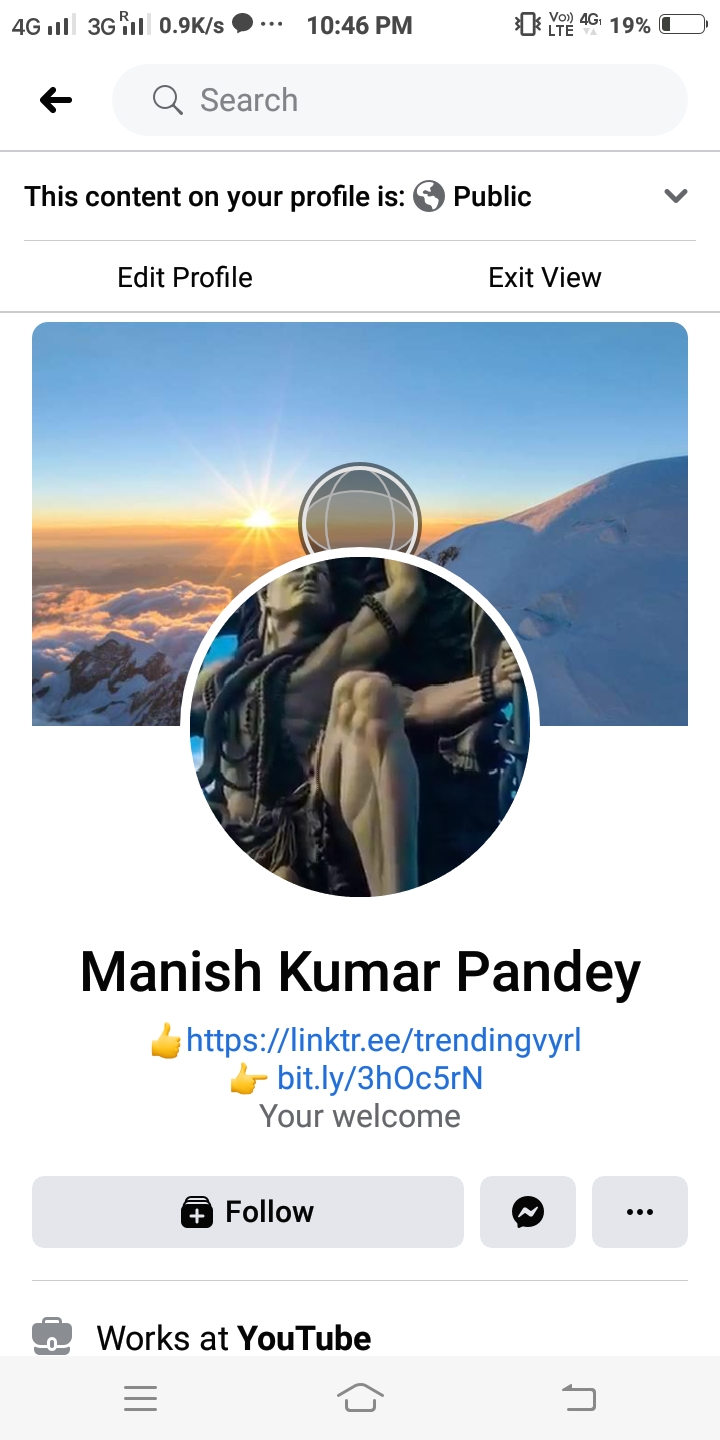 4G 3G R 0.9K/s ... 10:46 PM Vo)) LTE 4G 19%
Search
This content on your profile is: Public
Edit Profile Exit View
Manish Kumar Pandey
👍https://linktr.ee/trendingvyrl
👉 bit.ly/3hOc5rN
Your welcome
Follow
Works at YouTube